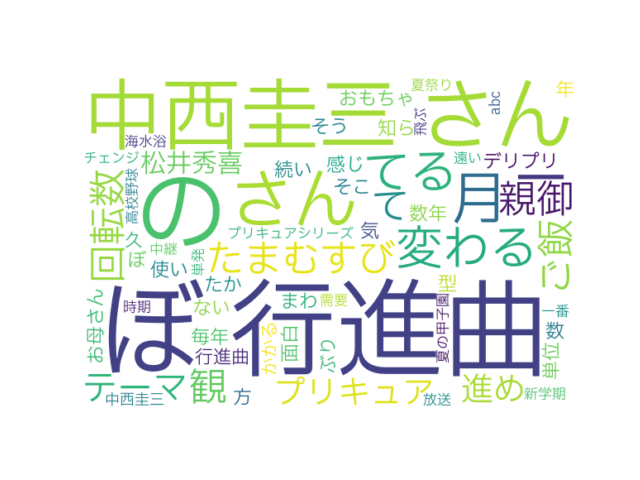 中西圭三さん
夏祭り
abc
年
おもちゃ
そう
知ら
飛ぶ
海水浴
チェンジ
松井秀喜
高校野球
続い
感じ
そこ
てる
遠い
デリプリ
回転数
の
さん
て
月
ー
親御
数年
プリキュアシリーズ
気
変わる
ご飯
久
ぼ
中継
使い
単発
たまむすび
たか
型
お母さん
時期
ない
まわ
需要
夏の甲子園
一番
数
ぼ
行進曲
毎年
行進曲
かかる
面白
ぶり
単位
テーマ
観
中西圭三
方
プリキュア
進め
放送
新学期